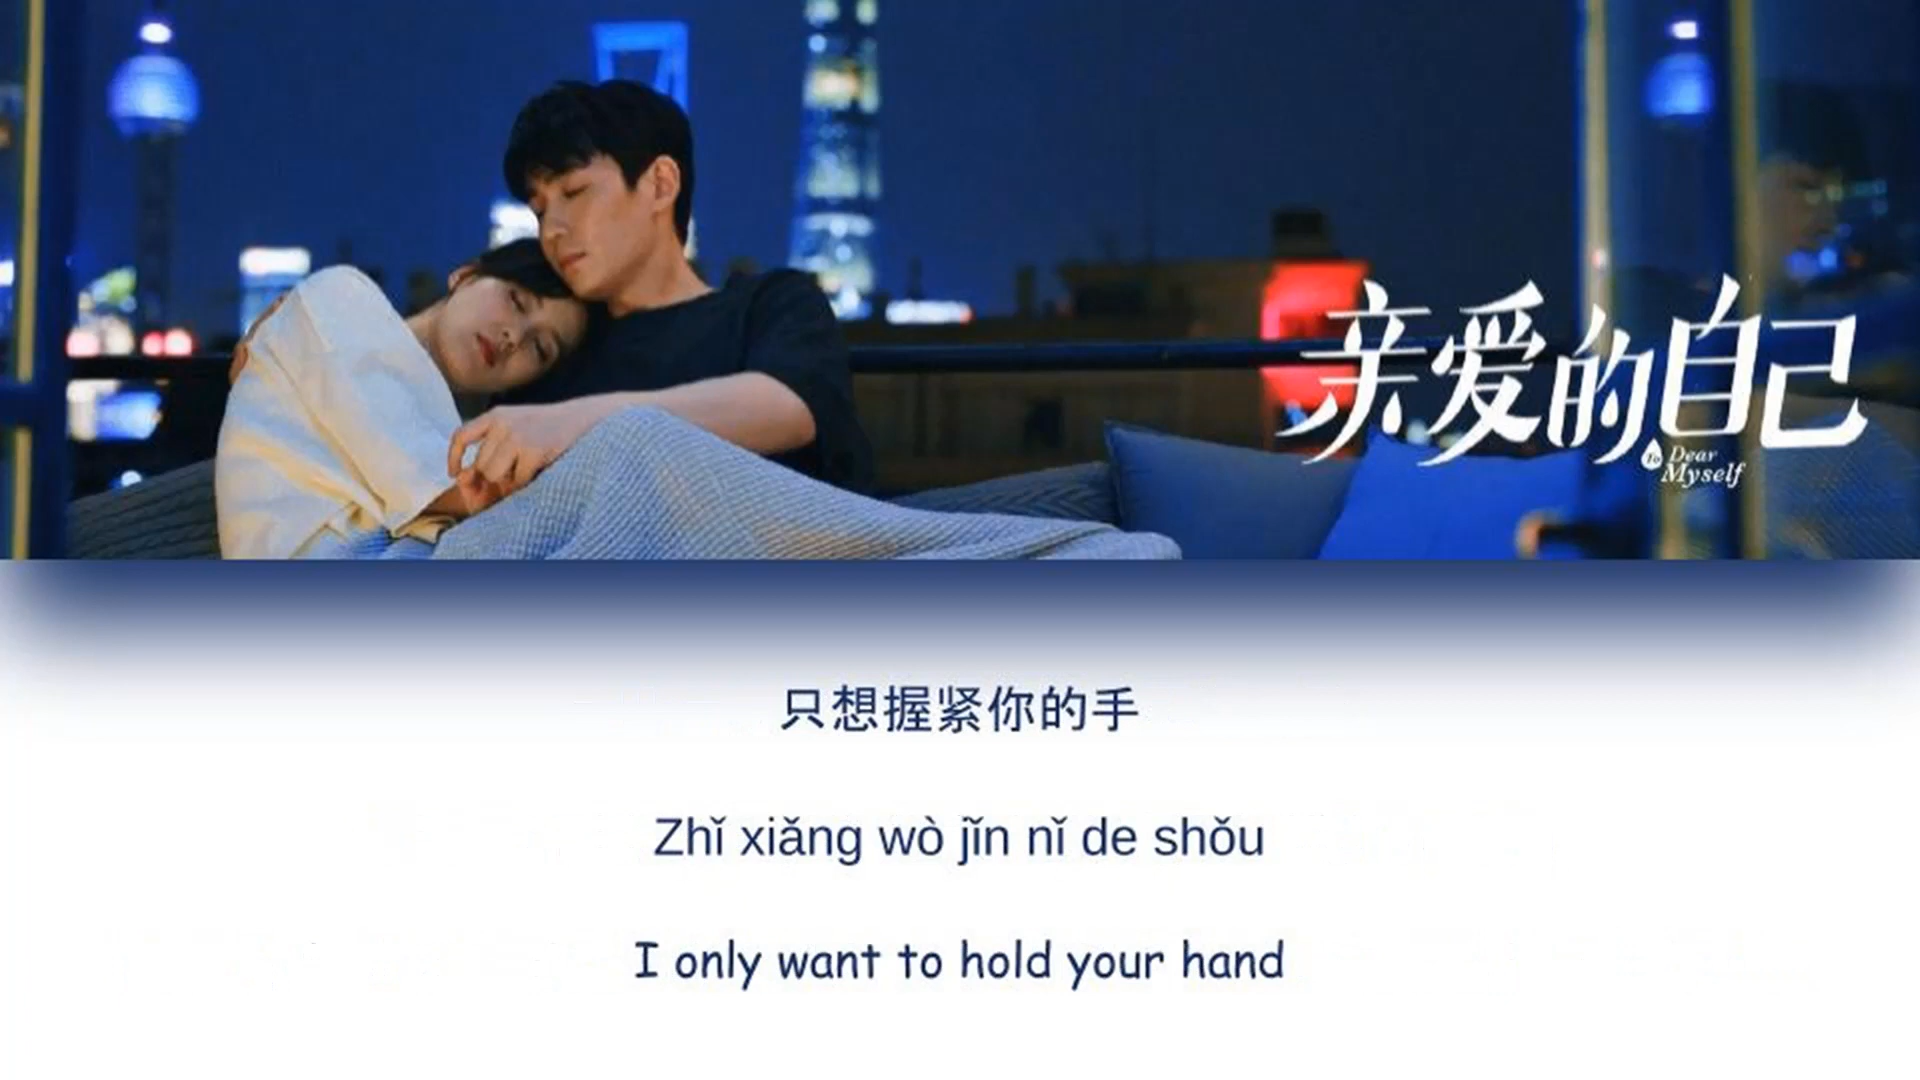 亲爱的自己
To Dear
Myself
只想握紧你的手
Zhǐ xiǎng wò jǐn nǐ de shǒu
I only want to hold your hand